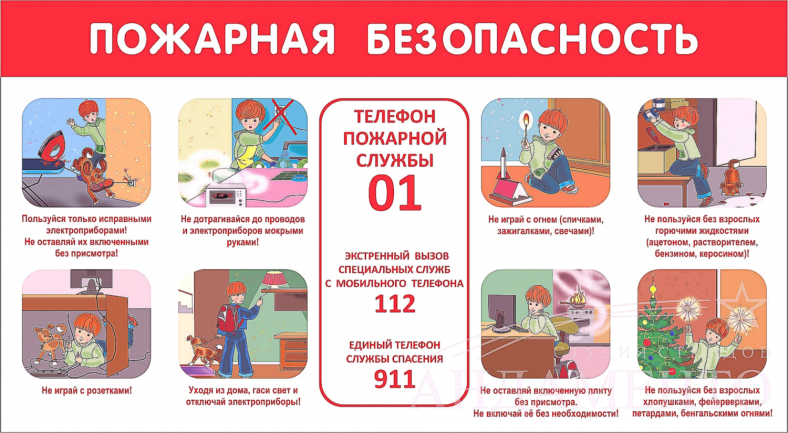 ПОЖАРНАЯ БЕЗОПАСНОСТЬ
Пользуйся только исправными
электроприборами!
Не оставляй их включенными
без присмотра!
Не дотрагивайся до проводов
и электроприборов мокрыми
руками!
ТЕЛЕФОН
ПОЖАРНОЙ
СЛУЖБЫ
01
ЭКСТРЕННЫЙ ВЫЗОВ
СПЕЦИАЛЬНЫХ СЛУЖБ
С МОБИЛЬНОГО ТЕЛЕФОНА
112
ЕДИНЫЙ ТЕЛЕФОН
СЛУЖБЫ СПАСЕНИЯ
911
Не играй с огнем (спичками,
зажигалками, свечами)!
Не пользуйся без взрослых
горючими жидкостями
(ацетоном, растворителем,
бензином, керосином)!
Не играй с розетками!
Уходя из дома, гаси свет и
отключай электроприборы!
Не оставляй включенную плиту
без присмотра.
Не включай её без необходимости!
Не пользуйся без взрослых
хлопушками, фейерверками,
петардами, бенгальскими огнями!